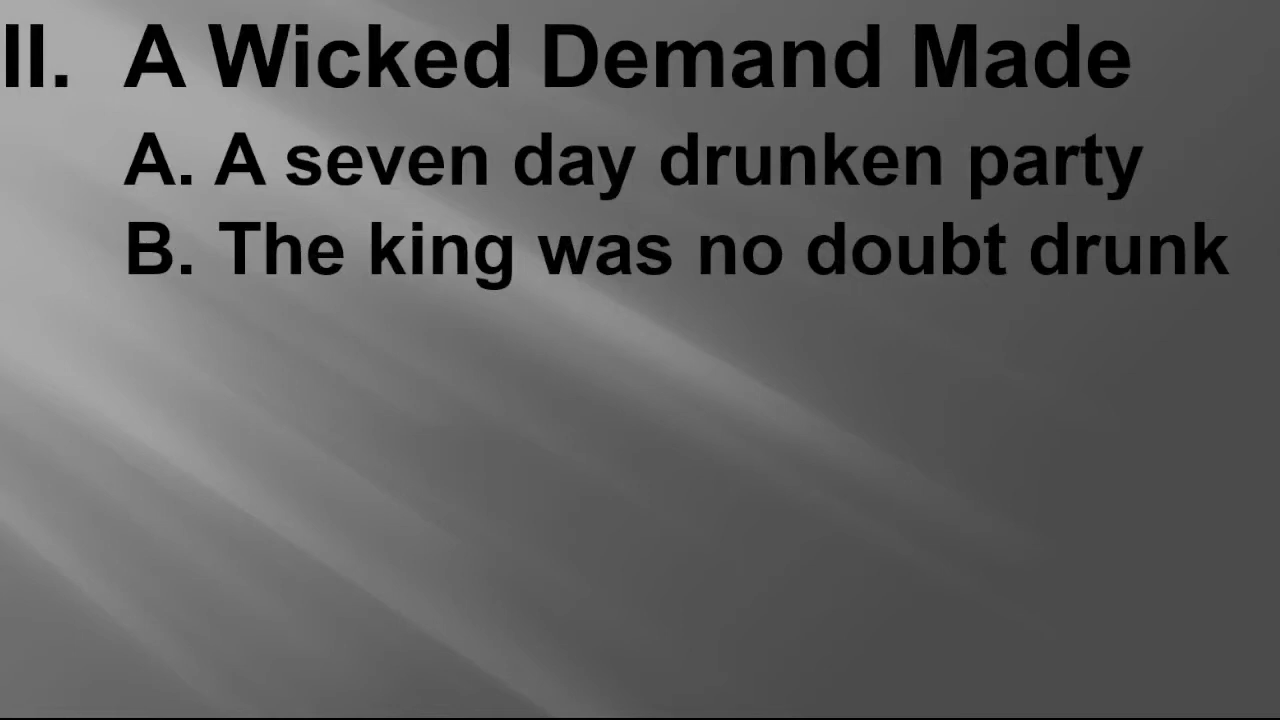 II. A Wicked Demand Made
A. A seven day drunken party
B. The king was no doubt drunk